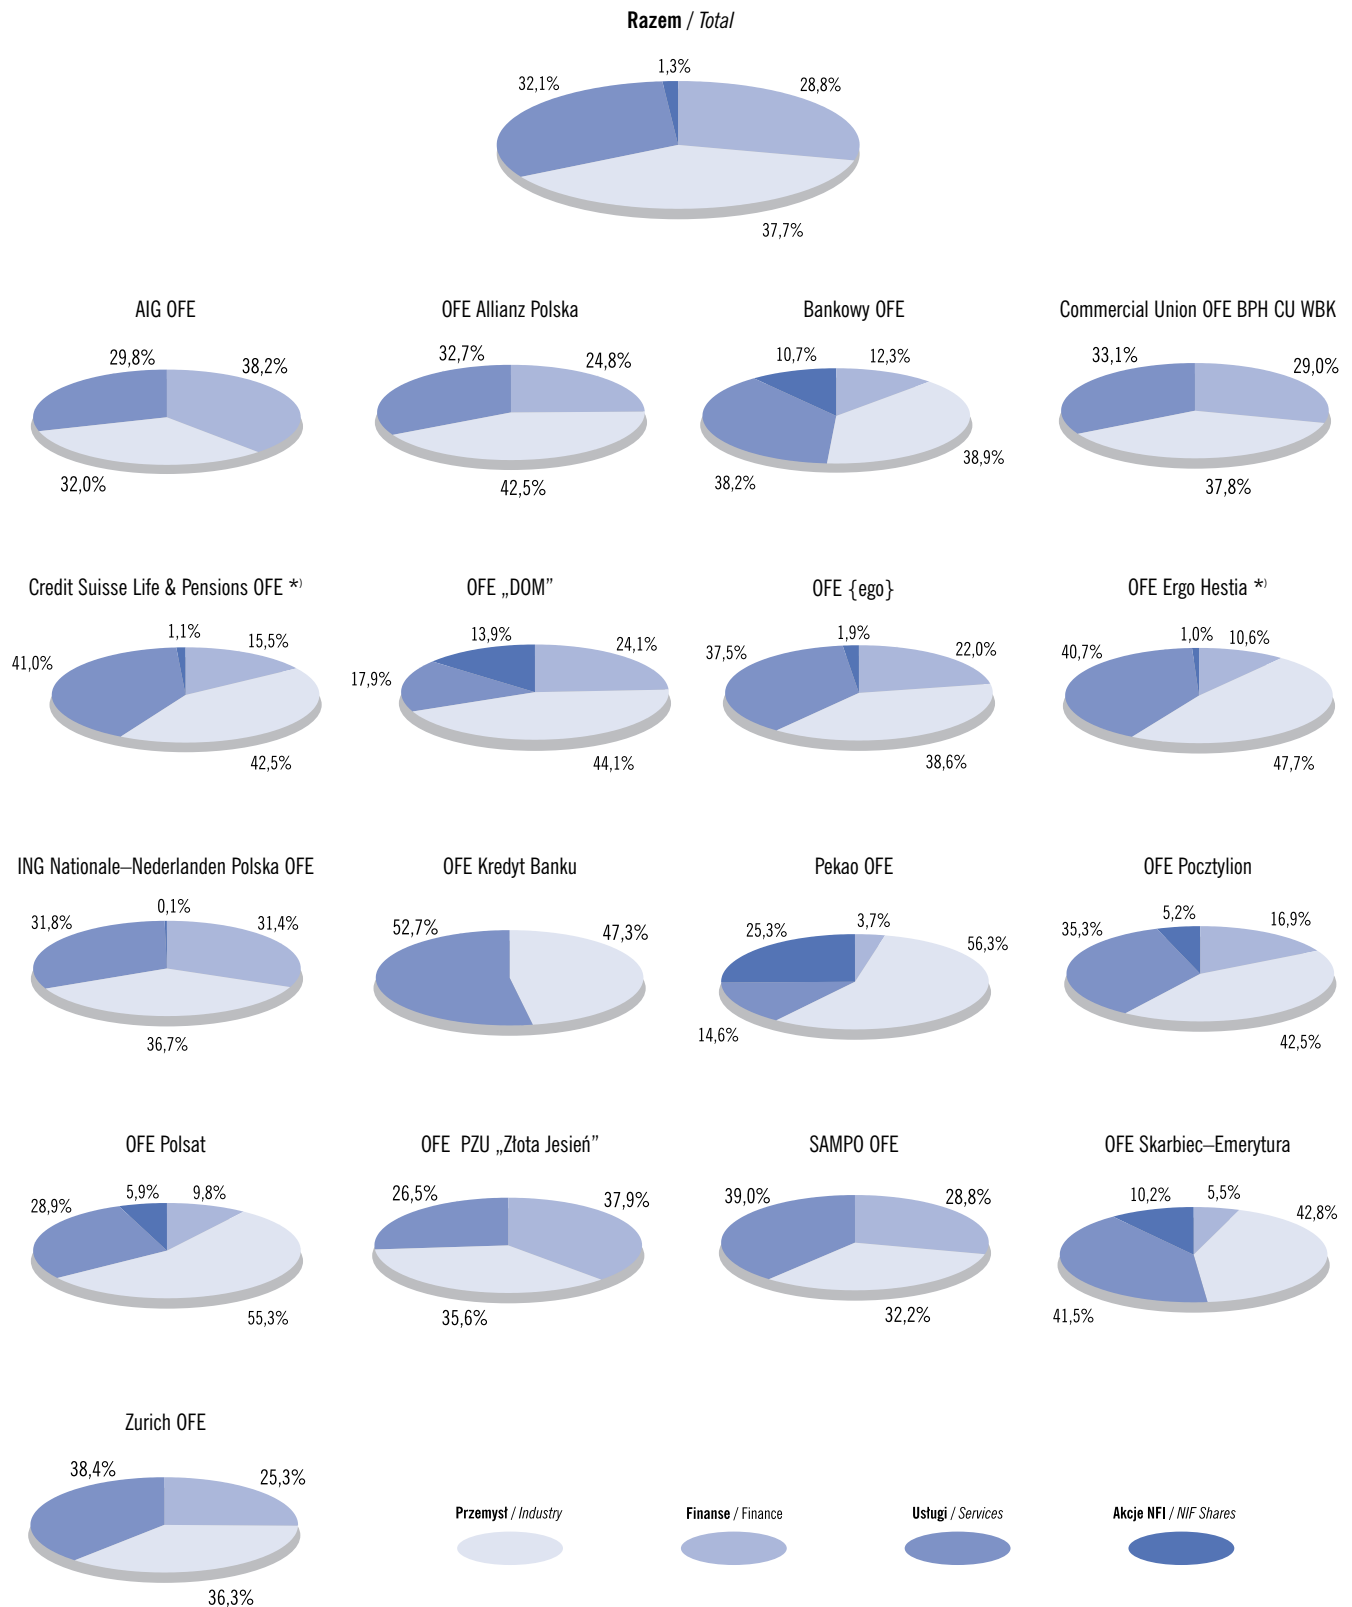 Razem / Total
1,3%
32,1%
28,8%
37,7%
AIG OFE
29,8%
38,2%
32,0%
OFE Allianz Polska
32,7%
24,8%
42,5%
Bankowy OFE
10,7%
12,3%
38,9%
38,2%
Commercial Union OFE BPH CU WBK
33,1%
29,0%
37,8%
Credit Suisse Life & Pensions OFE *)
1,1%
15,5%
41,0%
42,5%
OFE „DOM”
13,9%
24,1%
17,9%
44,1%
OFE {ego}
1,9%
37,5%
22,0%
38,6%
OFE Ergo Hestia *)
1,0%
10,6%
40,7%
47,7%
ING Nationale–Nederlanden Polska OFE
0,1%
31,8%
31,4%
36,7%
OFE Kredyt Banku
52,7%
47,3%
Pekao OFE
3,7%
25,3%
56,3%
14,6%
OFE Pocztylion
5,2%
16,9%
35,3%
42,5%
OFE Polsat
5,9%
9,8%
28,9%
55,3%
OFE PZU „Złota Jesień”
26,5%
37,9%
35,6%
SAMPO OFE
39,0%
28,8%
32,2%
OFE Skarbiec–Emerytura
10,2%
5,5%
42,8%
41,5%
Zurich OFE
38,4%
25,3%
36,3%
Przemysł / Industry
Finanse / Finance
Usługi / Services
Akcje NFI / NIF Shares